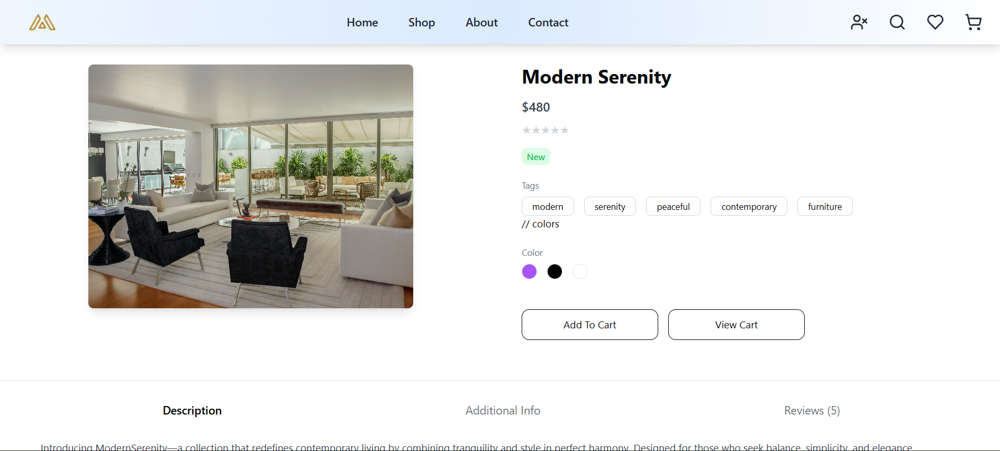 Home Shop About Contact
Modern Serenity
$480
★★★★★
New
Tags
modern serenity peaceful contemporary furniture
// colors
Color
Add To Cart View Cart
Description Additional Info Reviews (5)
Introducing ModernSerenity—a collection that redefines contemporary living by combining tranquility and style in perfect harmony. Designed for those who seek balance, simplicity, and elegance